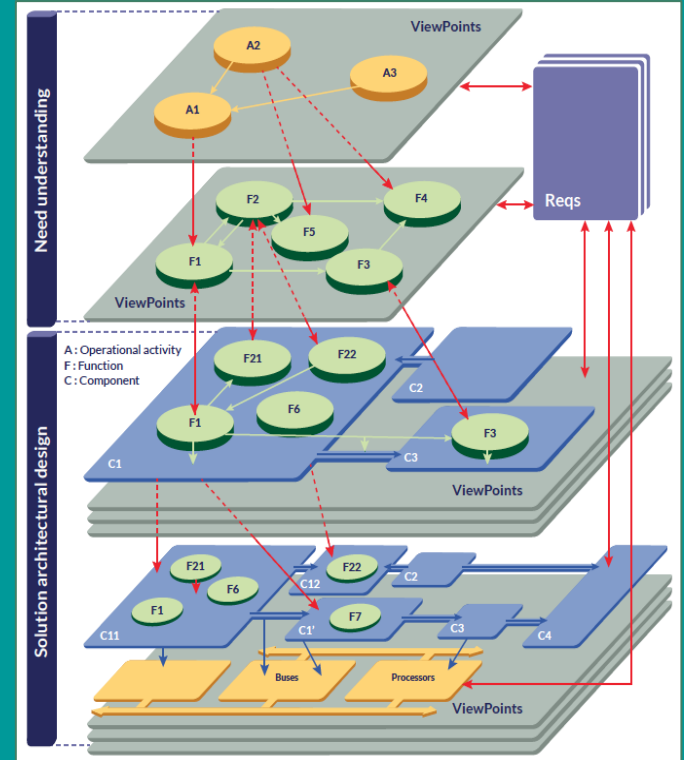 Need understanding
ViewPoints
A2
A3
A1
Reqs
F2
F4
F5
F1
F3
ViewPoints
Solution architectural design
A : Operational activity
F : Function
C : Component
F21
F22
C2
F1
F6
F3
C1
C3
ViewPoints
F21
F22
F6
C12
C2
F1
F7
C11
C1'
C3
C4
Buses
Processors
ViewPoints